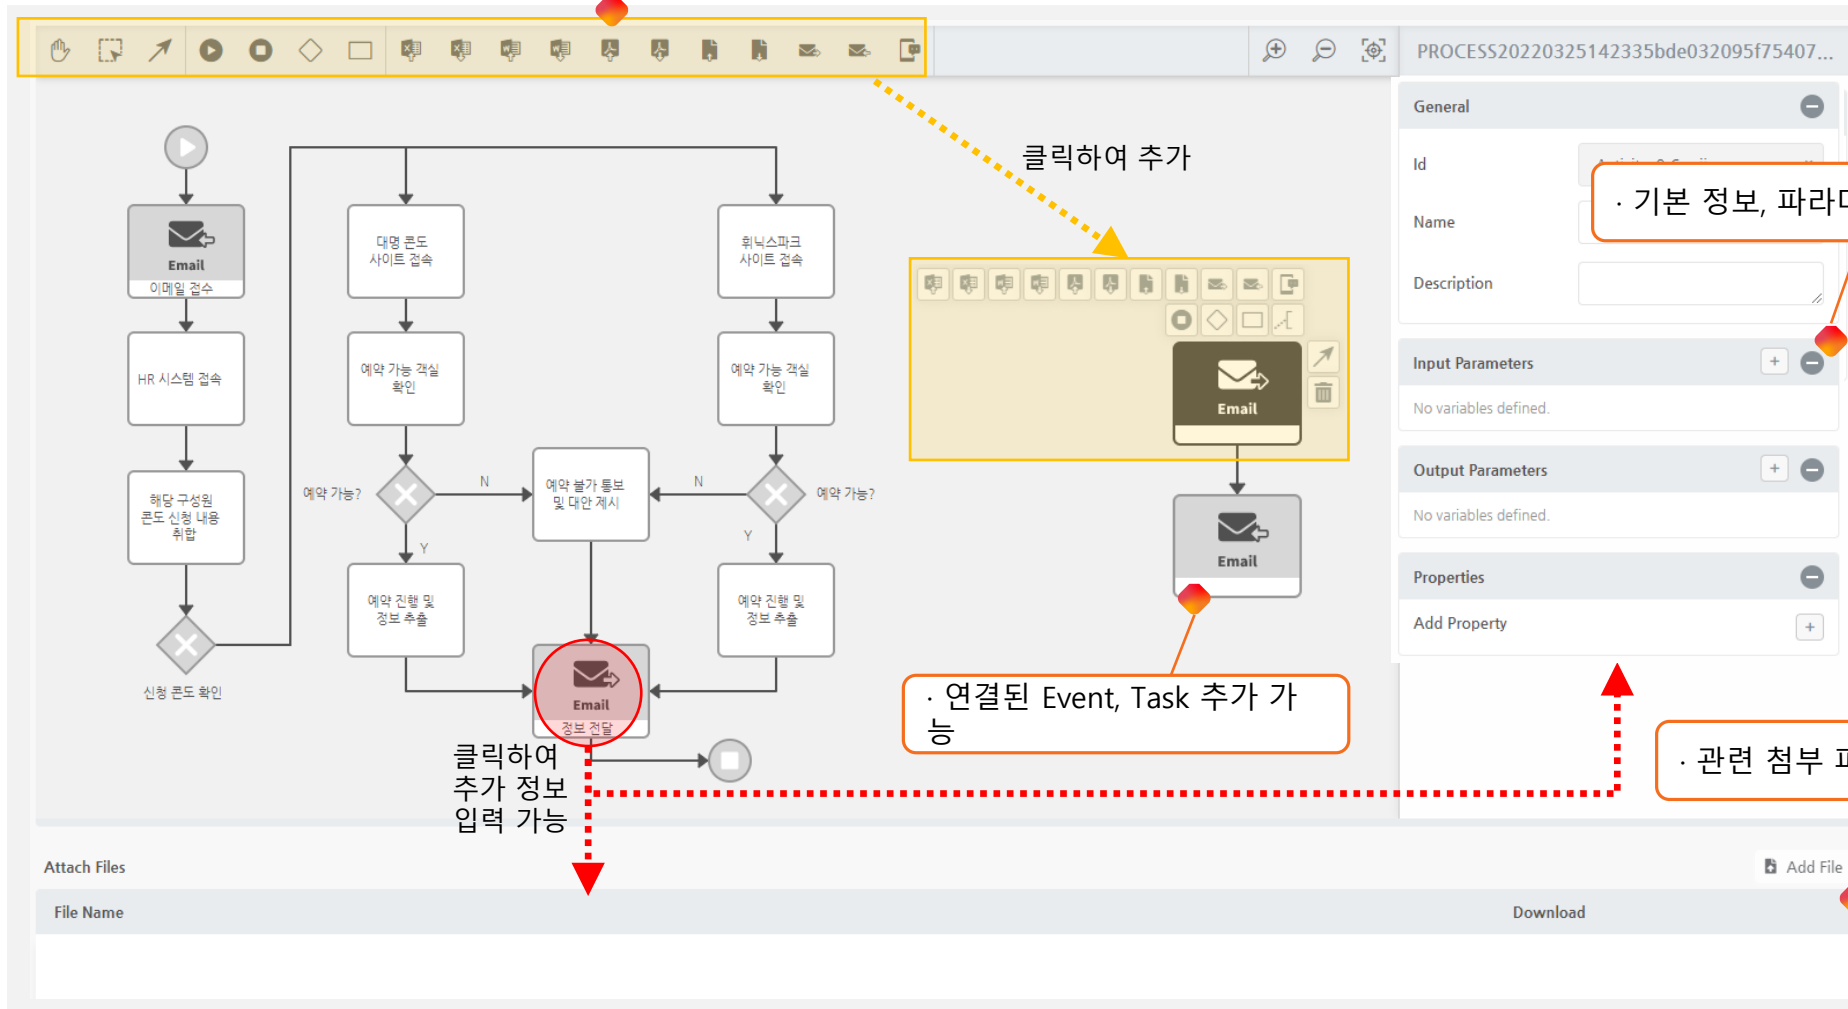 PROCESS20220325142335bde032095f75407...
General
Id
· 기본 정보, 파라
Name
Description
Input Parameters
No variables defined.
Output Parameters
No variables defined.
Properties
Add Property
클릭하여 추가
Email
이메일 접수
HR 시스템 접속
해당 구성원
콘도 신청 내용
취합
신청 콘도 확인
대명 콘도
사이트 접속
예약 가능 객실
확인
예약 가능?
N
Y
예약 진행 및
정보 추출
예약 불가 통보
및 대안 제시
휘닉스파크
사이트 접속
예약 가능 객실
확인
N
예약 가능?
Y
예약 진행 및
정보 추출
Email
정보 전달
클릭하여
추가 정보
입력 가능
Email
Email
· 연결된 Event, Task 추가 가
능
· 관련 첨부
Attach Files
Add File
File Name
Download